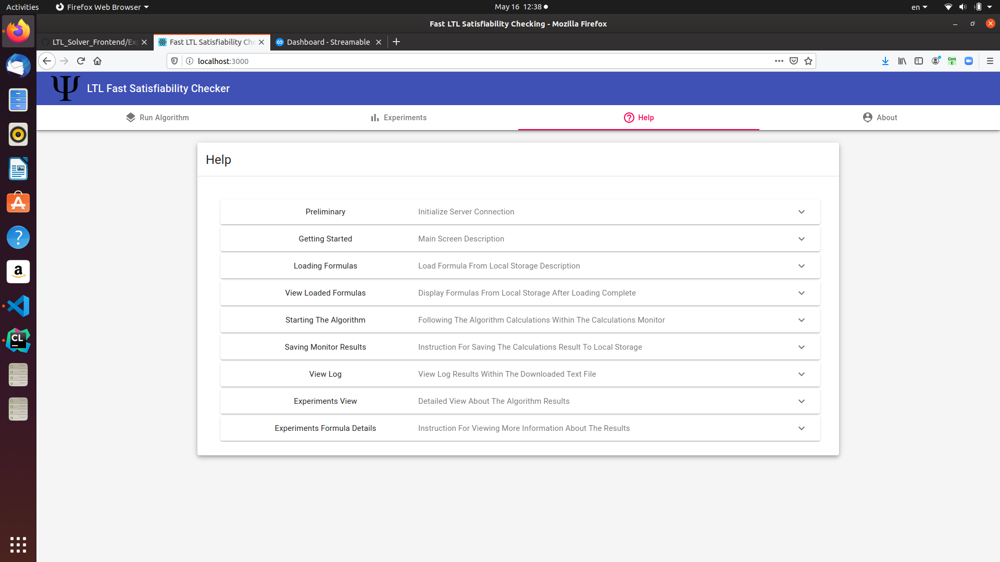 Activities
Firefox Web Browser
May 16 12:38
en
Fast LTL Satisfiability Checking - Mozilla Firefox
LTL_Solver_Frontend/Ex
Fast LTL Satisfiability Che
Dashboard - Streamable
localhost:3000
Cors
E
Ψ
LTL Fast Satisfiability Checker
Run Algorithm
Experiments
Help
About
Help
Preliminary
Initialize Server Connection
Getting Started
Main Screen Description
Loading Formulas
Load Formula From Local Storage Description
View Loaded Formulas
Display Formulas From Local Storage After Loading Complete
Starting The Algorithm
Following The Algorithm Calculations Within The Calculations Monitor
Saving Monitor Results
Instruction For Saving The Calculations Result To Local Storage
View Log
View Log Results Within The Downloaded Text File
Experiments View
Detailed View About The Algorithm Results
Experiments Formula Details
Instruction For Viewing More Information About The Results
a
CL